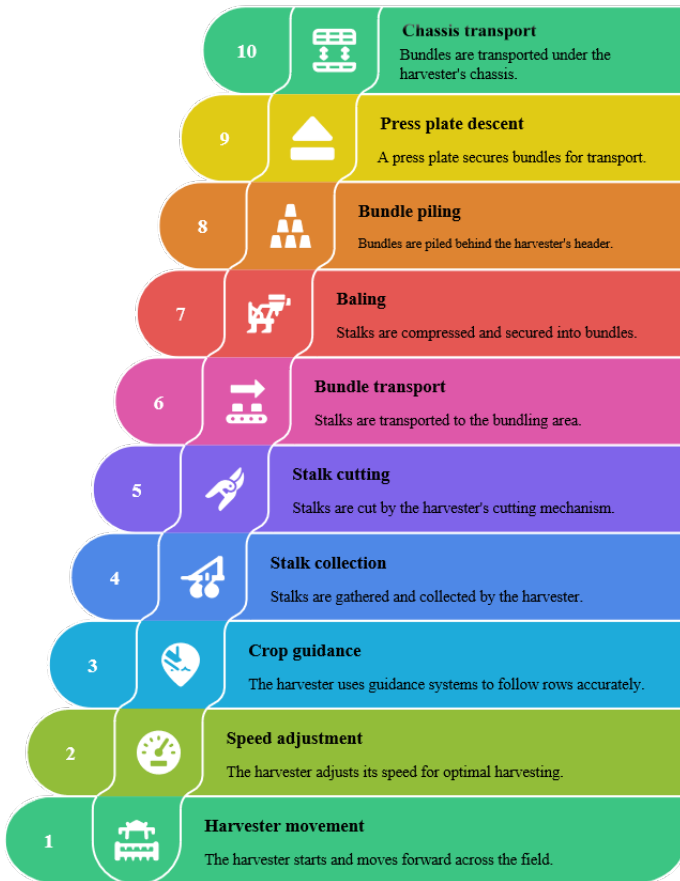 10
Chassis transport
Bundles are transported under the
harvester's chassis.
9
Press plate descent
A press plate secures bundles for transport.
8
Bundle piling
Bundles are piled behind the harvester's header.
7
Baling
Stalks are compressed and secured into bundles.
6
Bundle transport
Stalks are transported to the bundling area.
5
Stalk cutting
Stalks are cut by the harvester's cutting mechanism.
4
Stalk collection
Stalks are gathered and collected by the harvester.
3
Crop guidance
The harvester uses guidance systems to follow rows accurately.
2
Speed adjustment
The harvester adjusts its speed for optimal harvesting.
1
Harvester movement
The harvester starts and moves forward across the field.